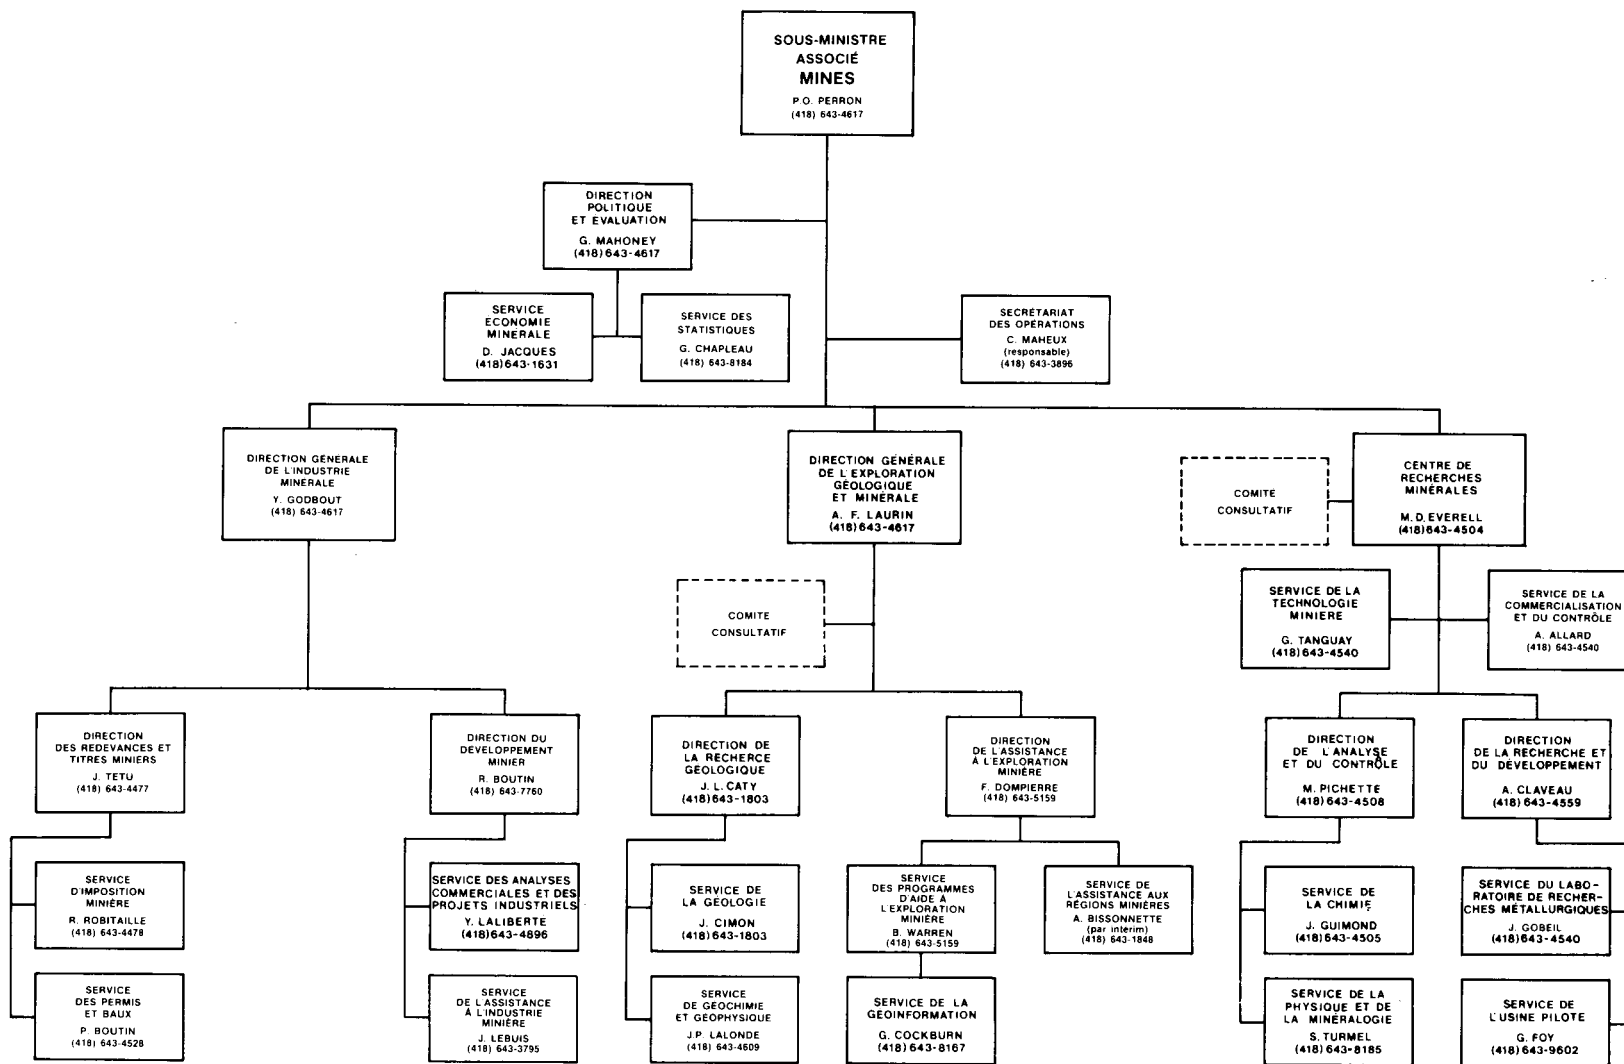 SOUS-MINISTRE
ASSOCIÉ
MINES
P.O. PERRON
(418) 643-4617
DIRECTION
POLITIQUE
ET ÉVALUATION
G. MAHONEY
(418) 643-4617
SERVICE
ÉCONOMIE
MINÉRALE
D. JACQUES
(418) 643-1631
SERVICE DES
STATISTIQUES
G. CHAPLEAU
(418) 643-8184
SECRÉTARIAT
DES OPÉRATIONS
C. MAHEUX
(responsable)
(418) 643-3896
DIRECTION GÉNÉRALE
DE L'INDUSTRIE
MINÉRALE
Y. GODBOUT
(418) 643-4617
DIRECTION GÉNÉRALE
DE L'EXPLORATION
GÉOLOGIQUE
ET MINÉRALE
A. F. LAURIN
(418) 643-4617
COMITÉ
CONSULTATIF
CENTRE DE
RECHERCHES
MINÉRALES
M. D. EVERELL
(418) 643-4504
COMITÉ
CONSULTATIF
SERVICE DE LA
TECHNOLOGIE
MINIÈRE
G. TANGUAY
(418) 643-4540
SERVICE DE LA
COMMERCIALISATION
ET DU CONTRÔLE
A. ALLARD
(418) 643-4540
DIRECTION
DES REDEVANCES ET
TITRES MINIERS
J. TETU
(418) 643-4477
DIRECTION DU
DÉVELOPPEMENT
MINIER
R. BOUTIN
(418) 643-7760
DIRECTION DE
LA RECHERCE
GÉOLOGIQUE
J. L. CATY
(418) 643-1803
DIRECTION
DE L'ASSISTANCE
À L'EXPLORATION
MINIÈRE
F. DOMPIERRE
(418) 643-5159
DIRECTION
DE L'ANALYSE
ET DU CONTRÔLE
M. PICHETTE
(418) 643-4508
DIRECTION
DE LA RECHERCHE ET
DU DÉVELOPPEMENT
A. CLAVEAU
(418) 643-4559
SERVICE
D'IMPOSITION
MINIÈRE
R. ROBITAILLE
(418) 643-4478
SERVICE DES ANALYSES
COMMERCIALES ET DES
PROJETS INDUSTRIELS
Y. LALIBERTE
(418) 643-4896
SERVICE DE
LA GÉOLOGIE
J. CIMON
(418) 643-1803
SERVICE
DES PROGRAMMES
D'AIDE A
L'EXPLORATION
MINIÈRE
B. WARREN
(418) 643-5159
SERVICE DE
L'ASSISTANCE AUX
RÉGIONS MINIÈRES
A. BISSONNETTE
(par intérim)
(418) 643-1848
SERVICE DE
LA CHIMIE
J. GUIMOND
(418) 643-4505
SERVICE DU LABO-
RATOIRE DE RECHER-
CHES MÉTALLURGIQUES
J. GOBEIL
(418) 643-4540
SERVICE
DES PERMIS
ET BAUX
P. BOUTIN
(418) 643-4528
SERVICE
DE L'ASSISTANCE
À L'INDUSTRIE
MINIÈRE
J. LEBUIS
(418) 643-3795
SERVICE
DE GÉOCHIMIE
ET GÉOPHYSIQUE
J.P. LALONDE
(418) 643-4609
SERVICE DE LA
GÉOINFORMATION
G. COCKBURN
(418) 643-8167
SERVICE DE LA
PHYSIQUE ET DE
LA MINÉRALOGIE
S. TURMEL
(418) 643-8185
SERVICE DE
L'USINE PILOTE
G. FOY
(418) 643-9602